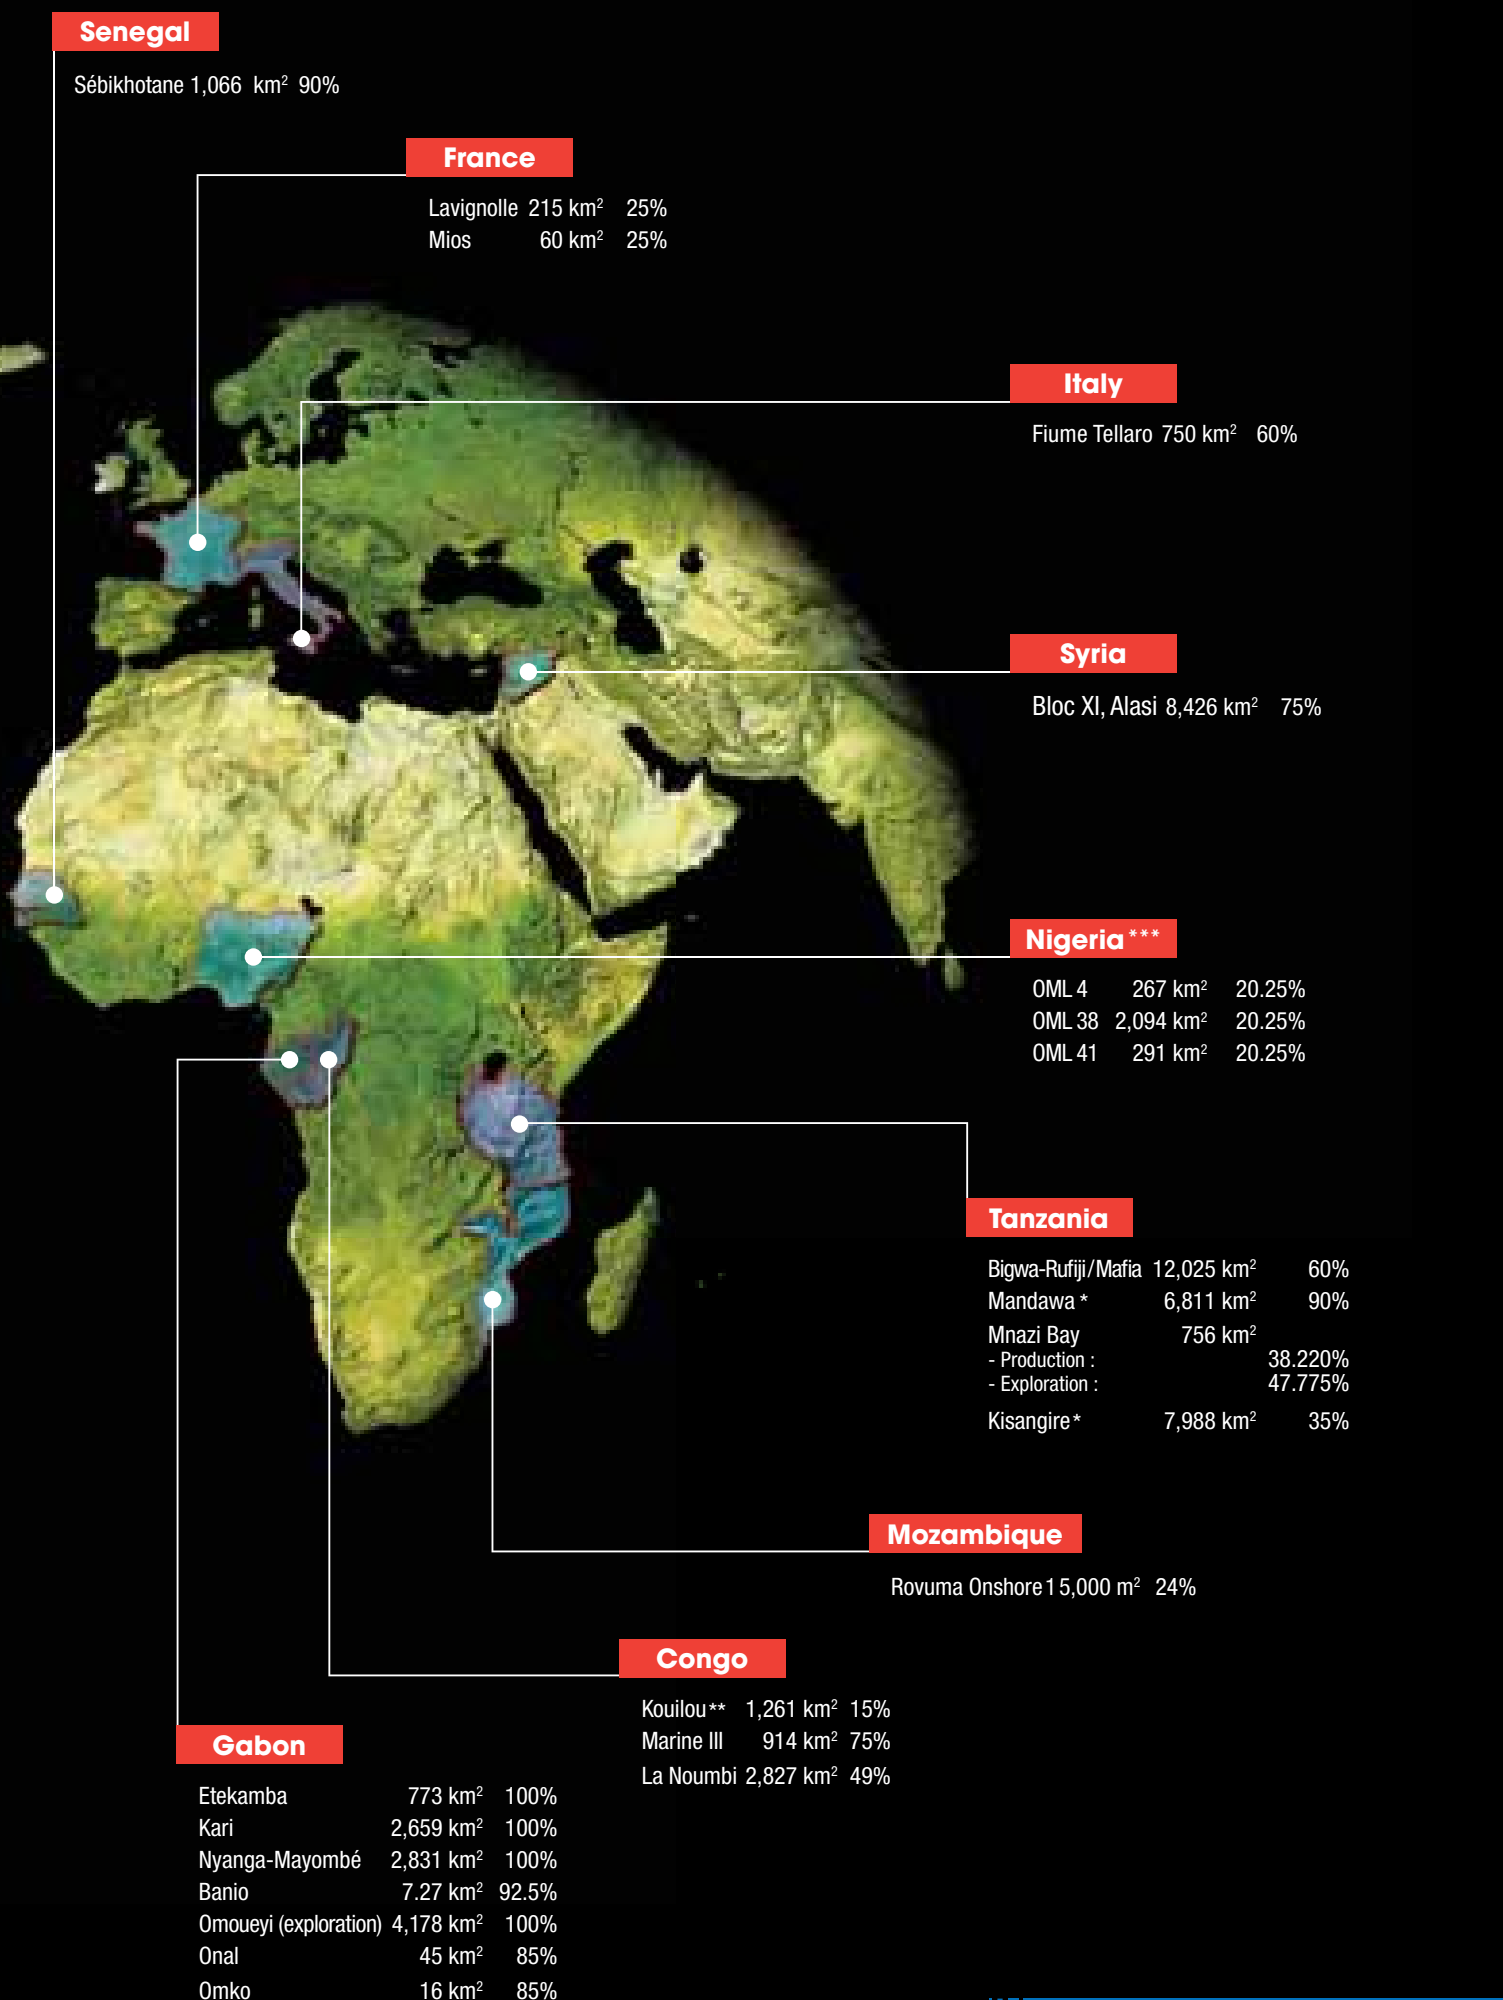 Senegal
Sébikhotane 1,066 km² 90%
France
Lavignolle 215 km² 25%
Mios 60 km² 25%
Italy
Fiume Tellaro 750 km² 60%
Syria
Bloc XI, Alasi 8,426 km² 75%
Nigeria***
OML 4 267 km² 20.25%
OML 38 2,094 km² 20.25%
OML 41 291 km² 20.25%
Tanzania
Bigwa-Rufiji/Mafia 12,025 km² 60%
Mandawa * 6,811 km² 90%
Mnazi Bay 756 km²
- Production : 38.220%
- Exploration : 47.775%
Kisangire* 7,988 km² 35%
Mozambique
Rovuma Onshore 15,000 m² 24%
Congo
Kouilou** 1,261 km² 15%
Marine III 914 km² 75%
La Noumbi 2,827 km² 49%
Gabon
Etekamba 773 km² 100%
Kari 2,659 km² 100%
Nyanga-Mayombé 2,831 km² 100%
Banio 7.27 km² 92.5%
Omoueyi (exploration) 4,178 km² 100%
Onal 45 km² 85%
Omko 16 km² 85%